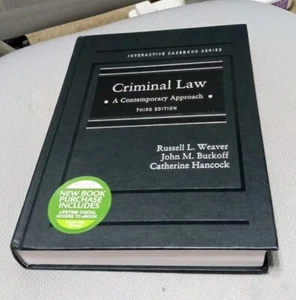 INTERACTIVE CASEBOOK SERIES
Criminal Law
A Contemporary Approach
THIRD EDITION
Russell L. Weaver
John M. Burkoff
Catherine Hancock
NEW BOOK
PURCHASE
INCLUDES
LIFETIME DIGITAL
ACCESS TO eBOOK